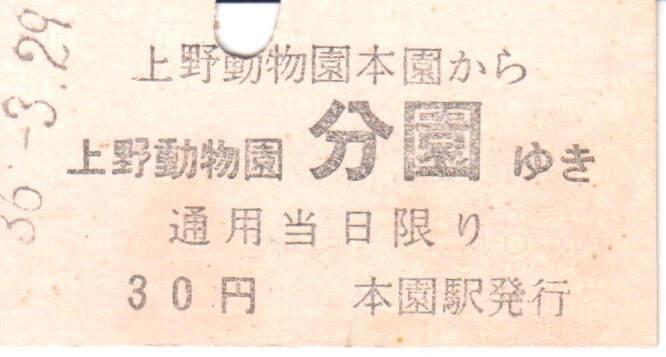 上野動物園本園から
上野動物園 分園 ゆき
通用当日限り
30円 本園駅発行
36-3.29